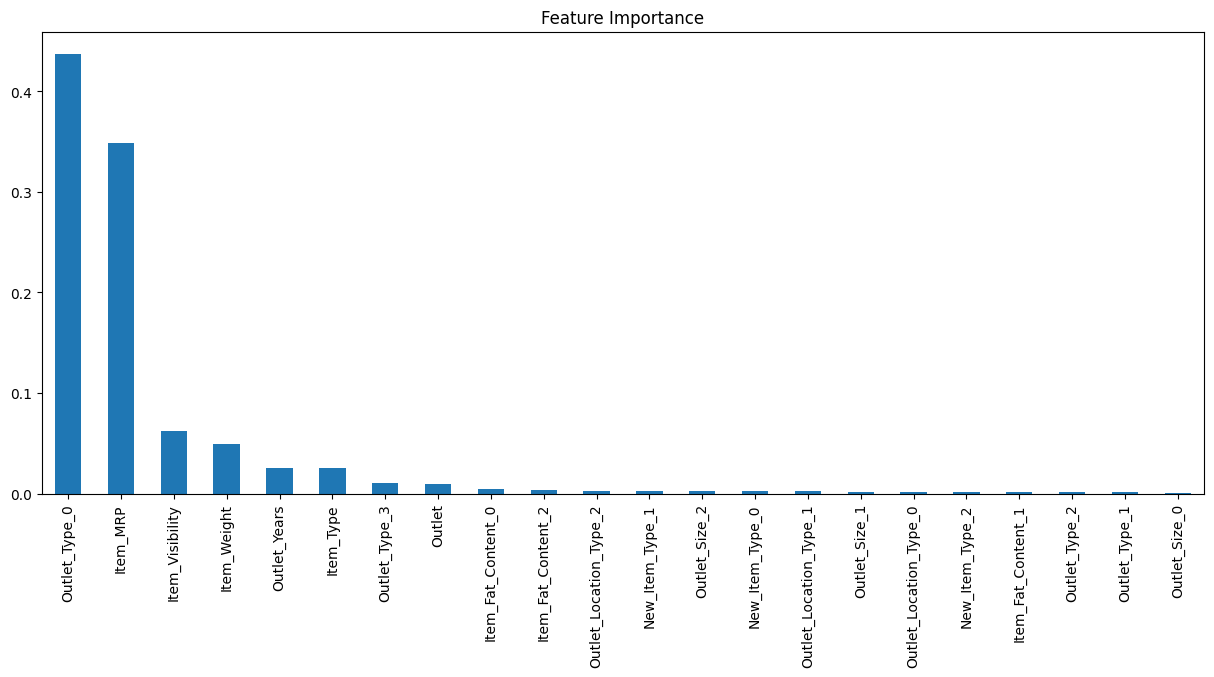 Feature Importance
0.4
0.3
0.2
0.1
0.0
Outlet_Type_0
Item_MRP
Item_Visibility
Item_Weight
Outlet_Years
Item_Type
Outlet_Type_3
Outlet
Item_Fat_Content_0
Item_Fat_Content_2
Outlet_Location_Type_2
New_Item_Type_1
Outlet_Size_2
New_Item_Type_0
Outlet_Location_Type_1
Outlet_Size_1
Outlet_Location_Type_0
New_Item_Type_2
Item_Fat_Content_1
Outlet_Type_2
Outlet_Type_1
Outlet_Size_0